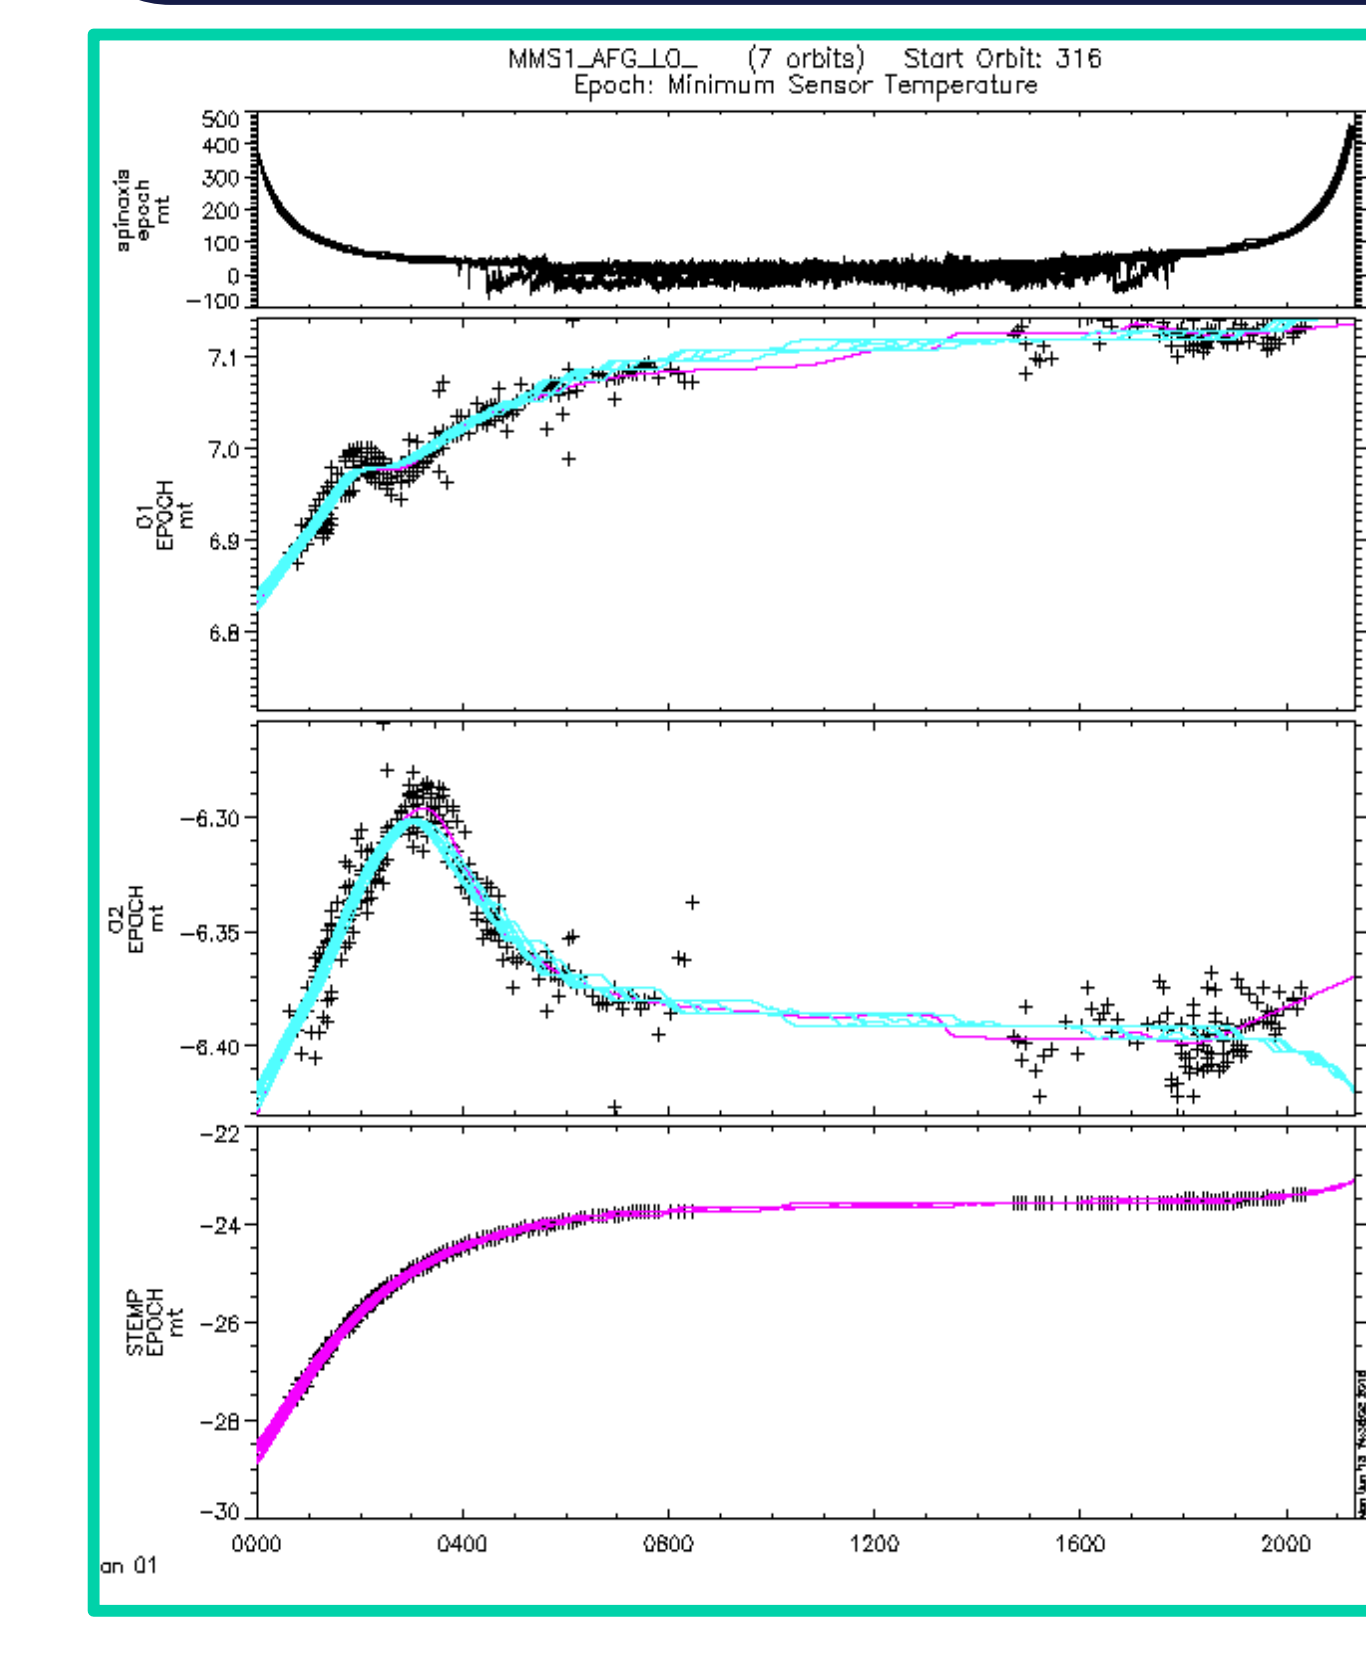 MMS1_AFG_LO_ (7 orbits) Start Orbit: 316
Epoch: Minimum Sensor Temperature
spinaxis
epoch
mt
500
400
300
200
100
0
-100
O1
EPOCH
mt
7.1
7.0
6.9
6.8
O2
EPOCH
mt
-6.30
-6.35
-6.40
STEMP
EPOCH
mt
-22
-24
-26
-28
-30
0000 0400 0800 1200 1600 2000
an 01